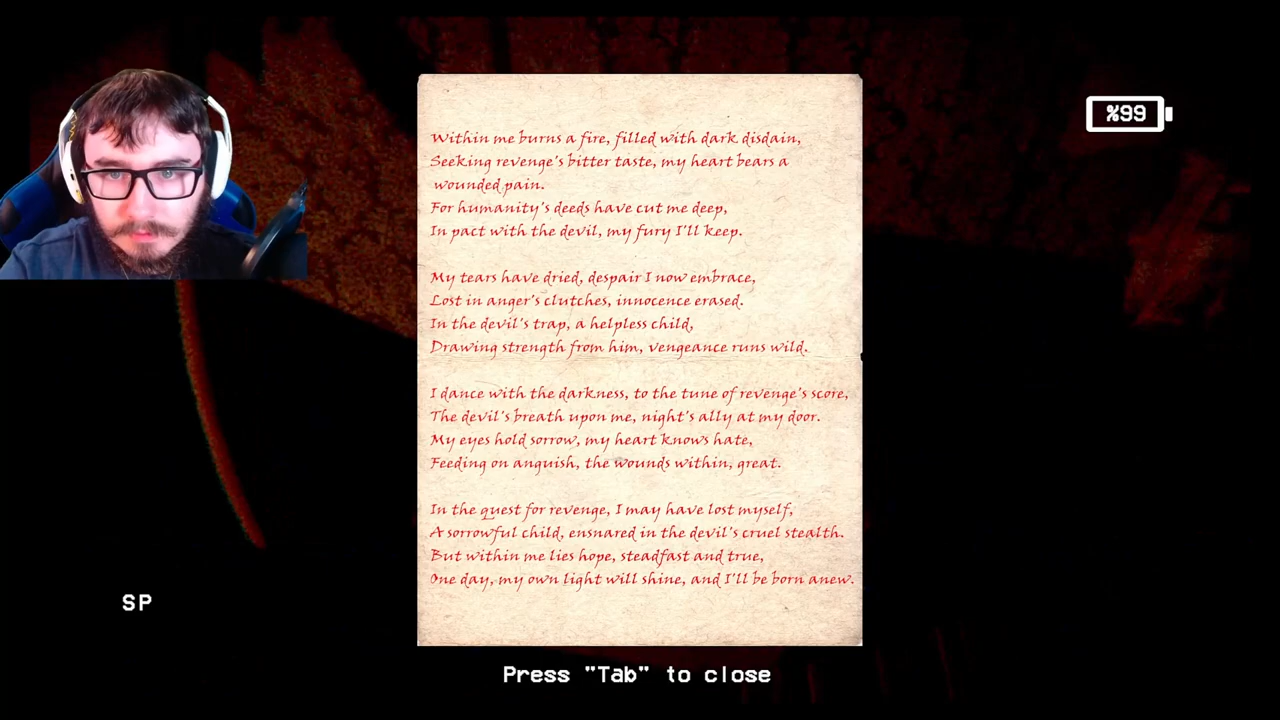 %99
Within me burns a fire, filled with dark disdain,
Seeking revenge's bitter taste, my heart bears a
wounded pain.
For humanity's deeds have cut me deep,
In pact with the devil, my fury I'll keep.
My tears have dried, despair I now embrace,
Lost in anger's clutches, innocence erased.
In the devil's trap, a helpless child,
Drawing strength from him, vengeance runs wild.
I dance with the darkness, to the tune of revenge's score,
The devil's breath upon me, night's ally at my door.
My eyes hold sorrow, my heart knows hate,
Feeding on anguish, the wounds within, great.
In the quest for revenge, I may have lost myself,
A sorrowful child, ensnared in the devil's cruel stealth.
But within me lies hope, steadfast and true,
One day, my own light will shine, and I'll be born anew.
SP
Press "Tab" to close